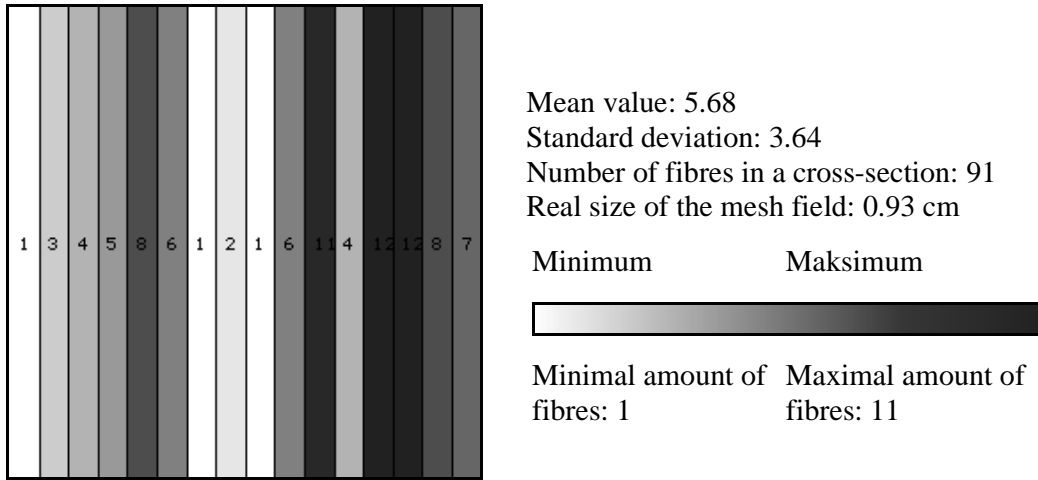 1 3 4 5 8 6 1 2 1 6 11 4 12 12 8 7
Mean value: 5.68
Standard deviation: 3.64
Number of fibres in a cross-section: 91
Real size of the mesh field: 0.93 cm
Minimum Maksimum
Minimal amount of Maximal amount of
fibres: 1 fibres: 11